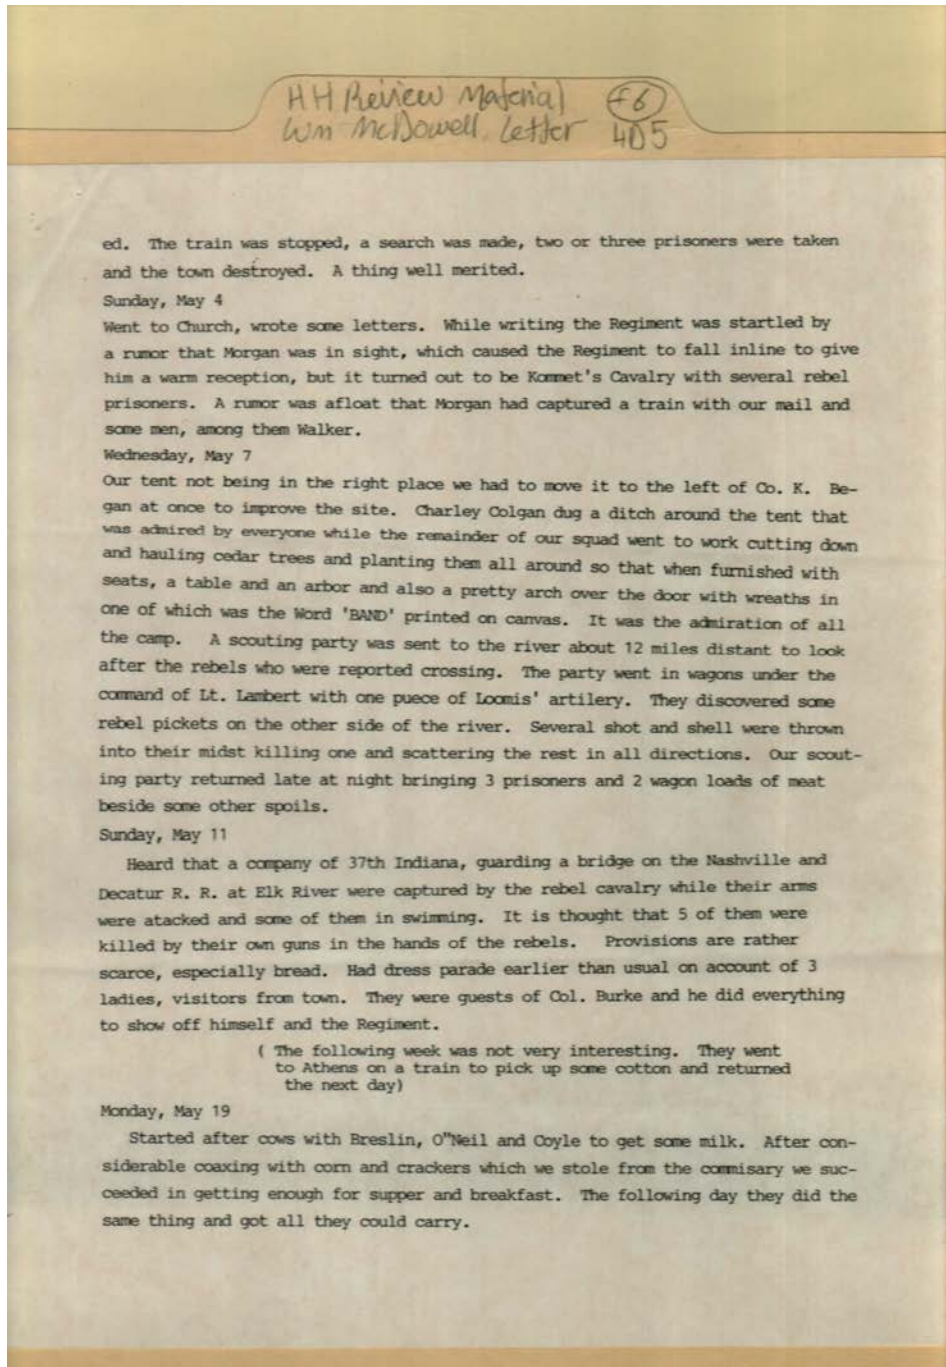 HH Review Material f6
Wm McDowell Letter 4D5
ed. The train was stopped, a search was made, two or three prisoners were taken
and the town destroyed. A thing well merited.
Sunday, May 4
Went to Church, wrote some letters. While writing the Regiment was startled by
a rumor that Morgan was in sight, which caused the Regiment to fall inline to give
him a warm reception, but it turned out to be Kommet's Cavalry with several rebel
prisoners. A rumor was afloat that Morgan had captured a train with our mail and
some men, among them Walker.
Wednesday, May 7
Our tent not being in the right place we had to move it to the left of Co. K. Be-
gan at once to improve the site. Charley Colgan dug a ditch around the tent that
was admired by everyone while the remainder of our squad went to work cutting down
and hauling cedar trees and planting them all around so that when furnished with
seats, a table and an arbor and also a pretty arch over the door with wreaths in
one of which was the Word 'BAND' printed on canvas. It was the admiration of all
the camp. A scouting party was sent to the river about 12 miles distant to look
after the rebels who were reported crossing. The party went in wagons under the
command of Lt. Lambert with one puece of Loomis' artilery. They discovered some
rebel pickets on the other side of the river. Several shot and shell were thrown
into their midst killing one and scattering the rest in all directions. Our scout-
ing party returned late at night bringing 3 prisoners and 2 wagon loads of meat
beside some other spoils.
Sunday, May 11
Heard that a company of 37th Indiana, guarding a bridge on the Nashville and
Decatur R. R. at Elk River were captured by the rebel cavalry while their arms
were atacked and some of them in swimming. It is thought that 5 of them were
killed by their own guns in the hands of the rebels. Provisions are rather
scarce, especially bread. Had dress parade earlier than usual on account of 3
ladies, visitors from town. They were guests of Col. Burke and he did everything
to show off himself and the Regiment.
( The following week was not very interesting. They went
to Athens on a train to pick up some cotton and returned
the next day)
Monday, May 19
Started after cows with Breslin, O"Neil and Coyle to get some milk. After con-
siderable coaxing with corn and crackers which we stole from the commisary we suc-
ceeded in getting enough for supper and breakfast. The following day they did the
same thing and got all they could carry.